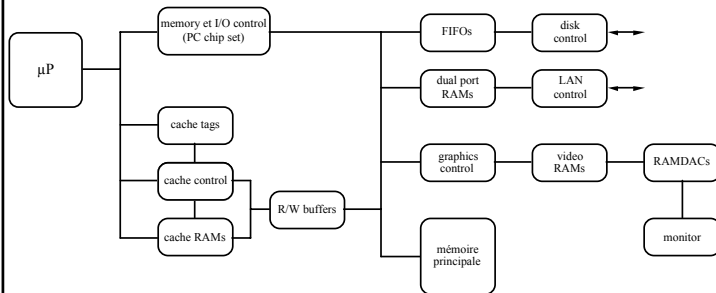 µP
memory et I/O control
(PC chip set)
cache tags
cache control
cache RAMs
R/W buffers
FIFOs
disk
control
dual port
RAMs
LAN
control
graphics
control
video
RAMs
RAMDACs
monitor
mémoire
principale